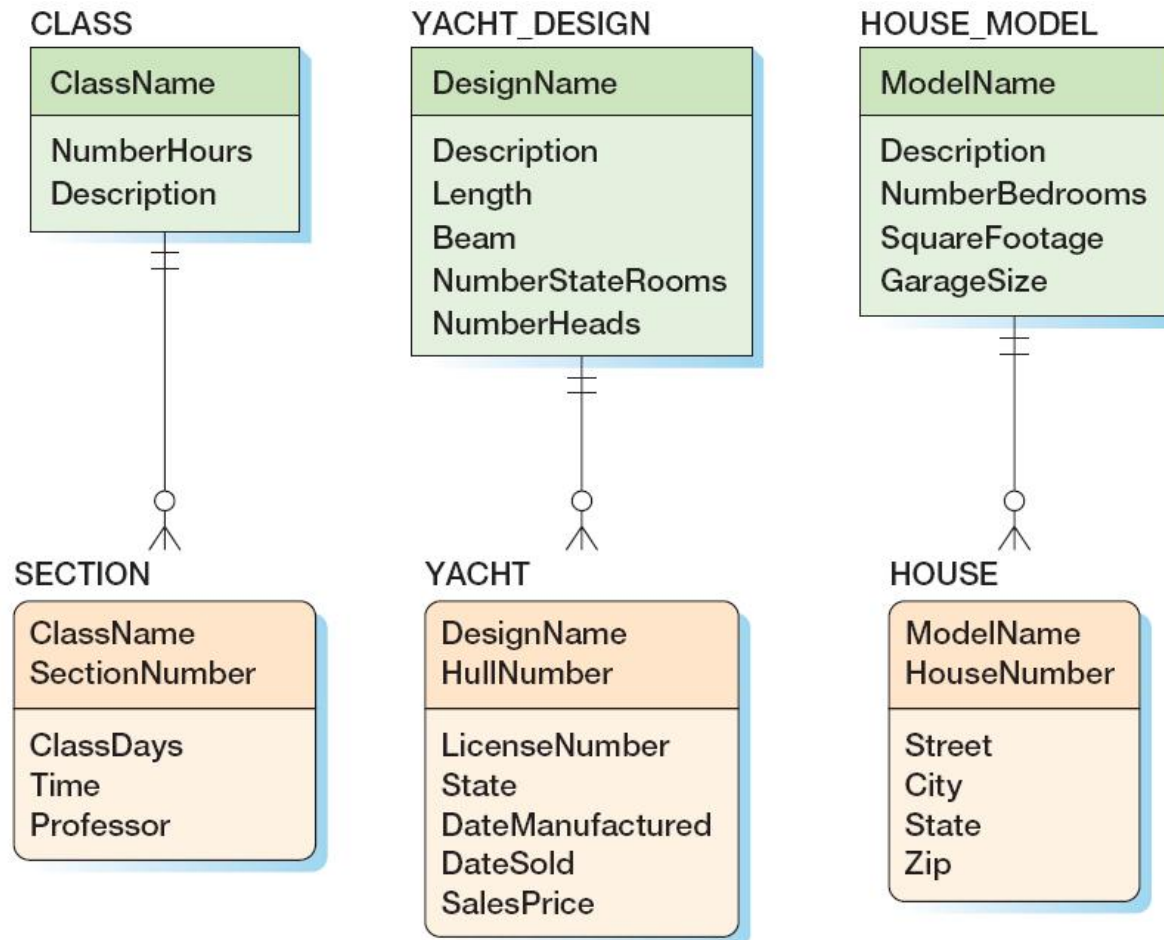 CLASS
ClassName
NumberHours
Description
YACHT_DESIGN
DesignName
Description
Length
Beam
NumberStateRooms
NumberHeads
HOUSE_MODEL
ModelName
Description
NumberBedrooms
SquareFootage
GarageSize
SECTION
ClassName
SectionNumber
ClassDays
Time
Professor
YACHT
DesignName
HullNumber
LicenseNumber
State
DateManufactured
DateSold
SalesPrice
HOUSE
ModelName
HouseNumber
Street
City
State
Zip